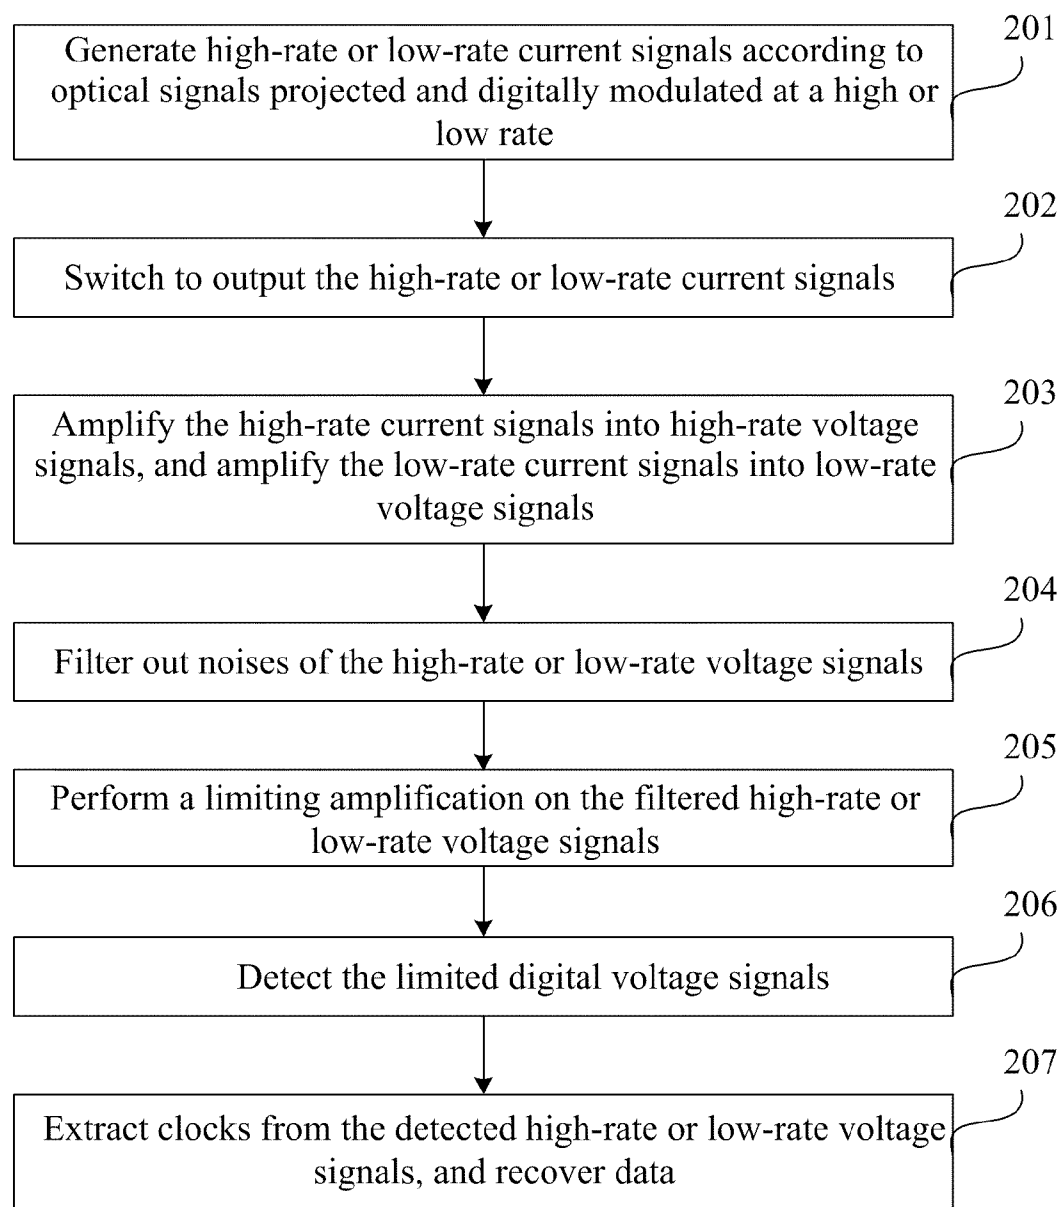 201
Generate high-rate or low-rate current signals according to
optical signals projected and digitally modulated at a high or
low rate
202
Switch to output the high-rate or low-rate current signals
203
Amplify the high-rate current signals into high-rate voltage
signals, and amplify the low-rate current signals into low-rate
voltage signals
204
Filter out noises of the high-rate or low-rate voltage signals
205
Perform a limiting amplification on the filtered high-rate or
low-rate voltage signals
206
Detect the limited digital voltage signals
207
Extract clocks from the detected high-rate or low-rate voltage
signals, and recover data